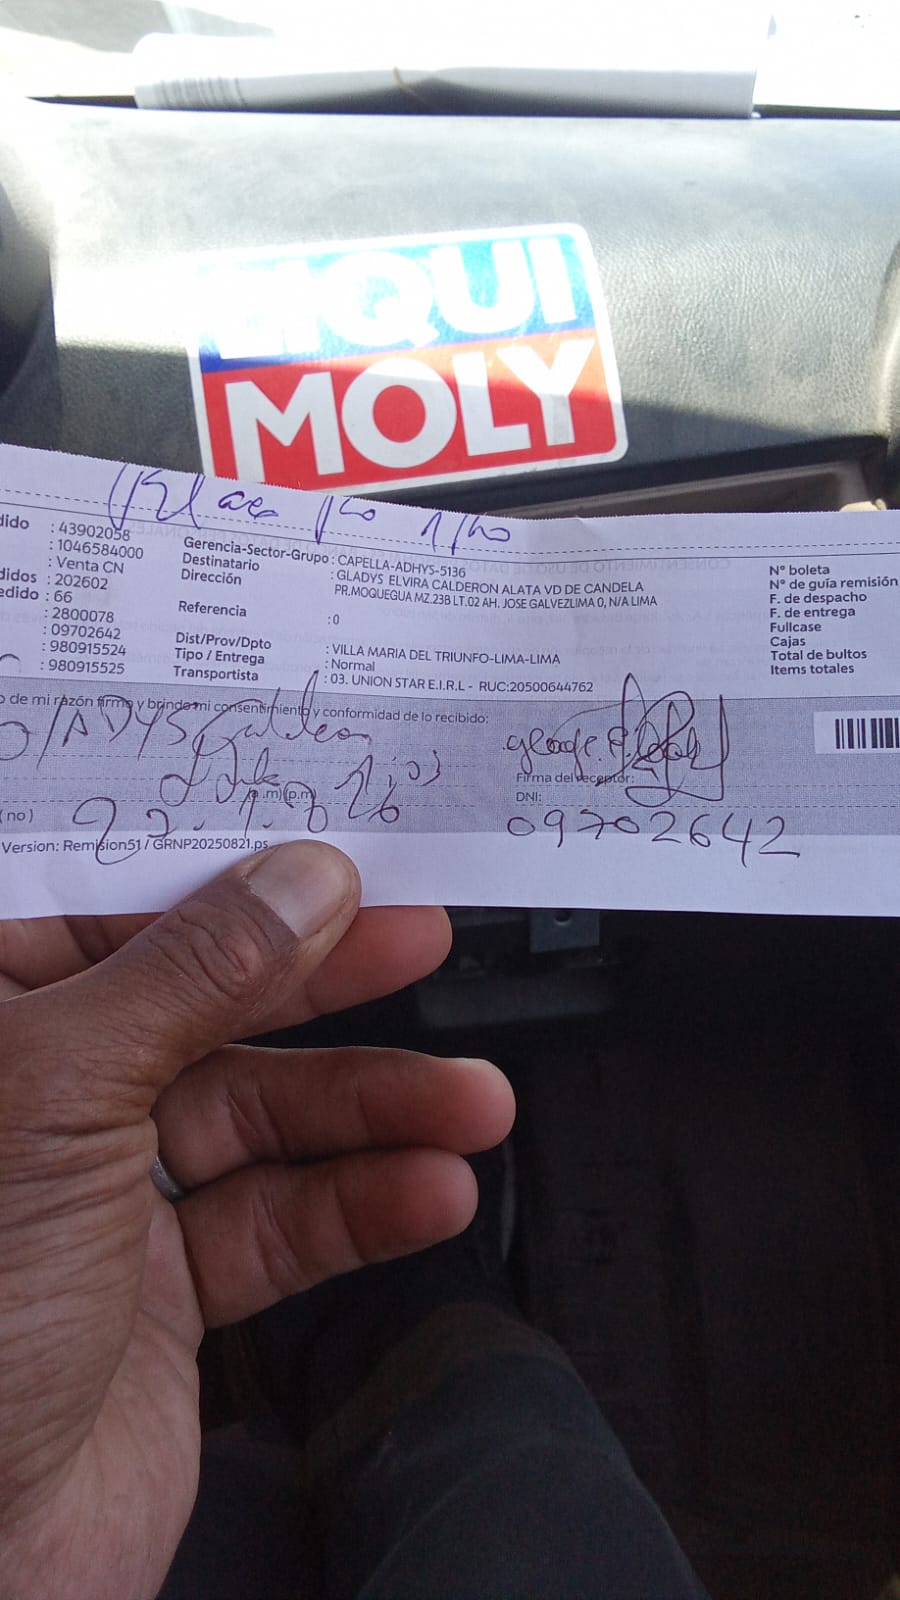 LIQUI
MOLY
1/no
dido : 43902058
: 1046584000
: Venta CN
didos : 202602
edido : 66
: 2800078
: 09702642
: 980915524
: 980915525
Gerencia-Sector-Grupo : CAPELLA-ADHYS-5136
Destinatario : GLADYS ELVIRA CALDERON ALATA VD DE CANDELA
Dirección PR.MOQUEGUA MZ.23B LT.02 AH. JOSE GALVEZLIMA 0, N/A LIMA
Referencia :0
Dist/Prov/Dpto : VILLA MARIA DEL TRIUNFO-LIMA-LIMA
Tipo / Entrega : Normal
Transportista : 03. UNION STAR E.I.R.L - RUC:20500644762
N° boleta
N° de guía remisión
F. de despacho
F. de entrega
Fullcase
Cajas
Total de bultos
Items totales
o de mi razón firmo y brindo mi consentimiento y conformidad de lo recibido:
(a.m)(p.m)
Firma del receptor:
DNI:
09702642
(no)
Version: Remision51 / GRNP20250821.ps